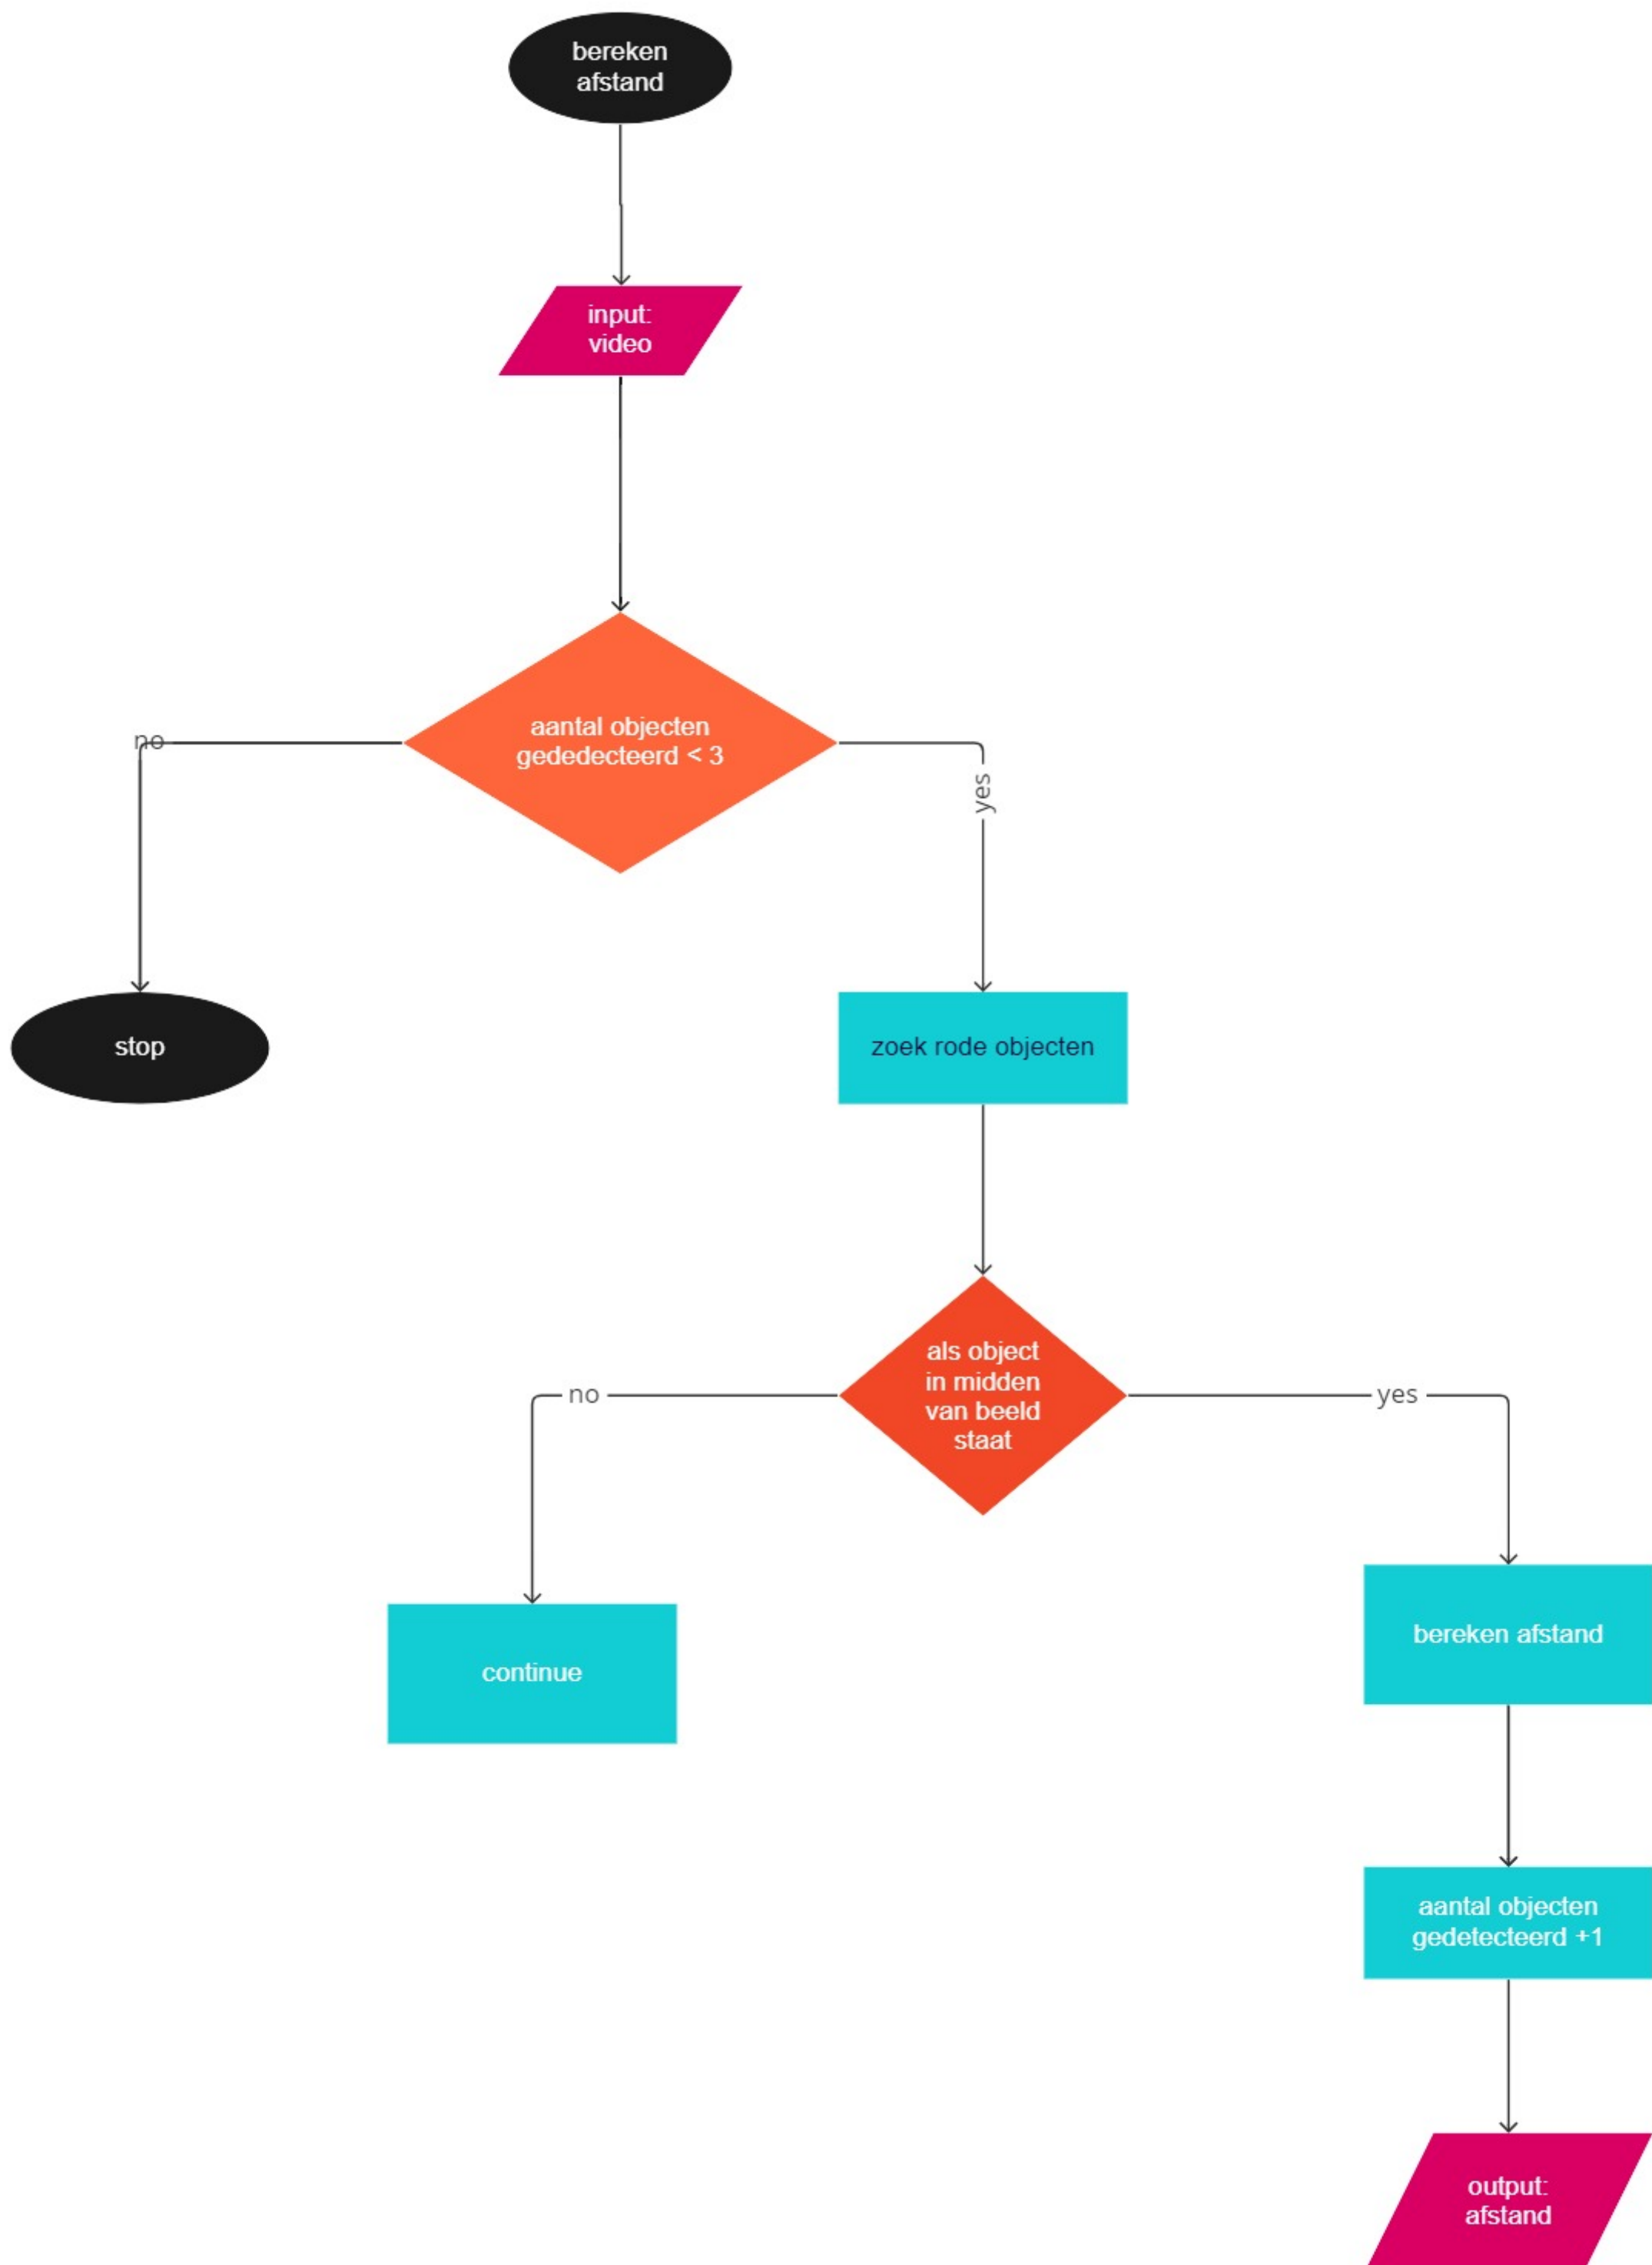 bereken
afstand
input:
video
aantal objecten
gededecteerd < 3
no
yes
stop
zoek rode objecten
als object
in midden
van beeld
staat
no
yes
continue
bereken afstand
aantal objecten
gedetecteerd +1
output:
afstand